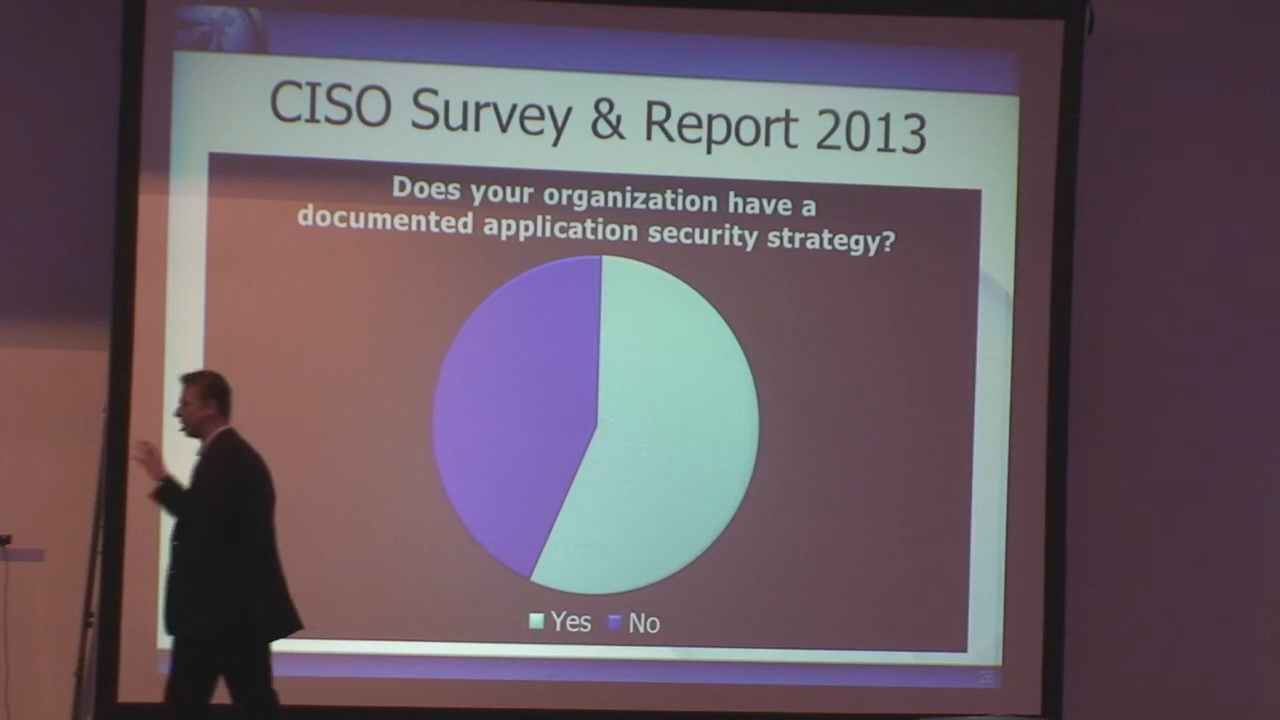 CISO Survey & Report 2013
Does your organization have a
documented application security strategy?
Yes No